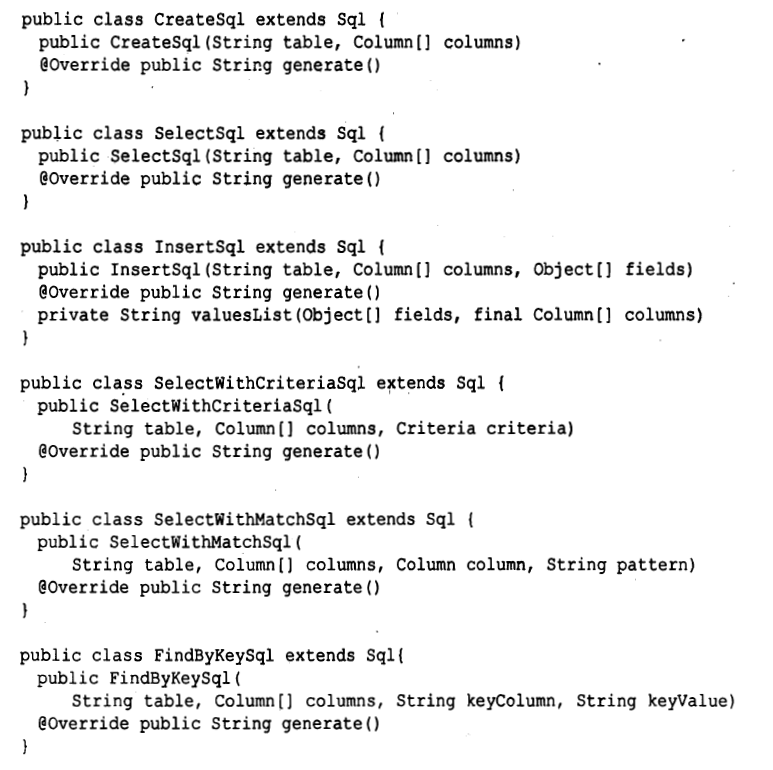 public class CreateSql extends Sql {
  public CreateSql(String table, Column[] columns)
  @Override public String generate()
}

public class SelectSql extends Sql {
  public SelectSql(String table, Column[] columns)
  @Override public String generate()
}

public class InsertSql extends Sql {
  public InsertSql(String table, Column[] columns, Object[] fields)
  @Override public String generate()
  private String valuesList(Object[] fields, final Column[] columns)
}

public class SelectWithCriteriaSql extends Sql {
  public SelectWithCriteriaSql(
    String table, Column[] columns, Criteria criteria)
  @Override public String generate()
}

public class SelectWithMatchSql extends Sql {
  public SelectWithMatchSql(
    String table, Column[] columns, Column column, String pattern)
  @Override public String generate()
}

public class FindByKeySql extends Sql{
  public FindByKeySql(
    String table, Column[] columns, String keyColumn, String keyValue)
  @Override public String generate()
}